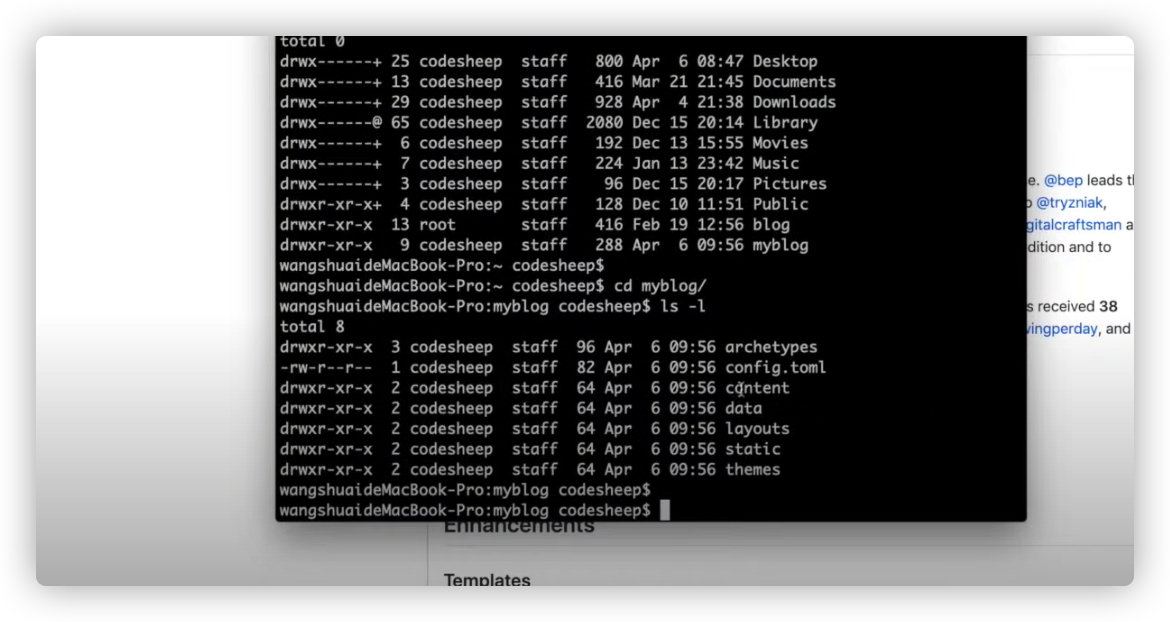 total 0
drwx------+ 25 codesheep  staff   800 Apr  6 08:47 Desktop
drwx------+ 13 codesheep  staff   416 Mar 21 21:45 Documents
drwx------+ 29 codesheep  staff   928 Apr  4 21:38 Downloads
drwx------@ 65 codesheep  staff  2080 Dec 15 20:14 Library
drwx------+  6 codesheep  staff   192 Dec 13 15:55 Movies
drwx------+  7 codesheep  staff   224 Jan 13 23:42 Music
drwx------+  3 codesheep  staff    96 Dec 15 20:17 Pictures
drwxr-xr-x+  4 codesheep  staff   128 Dec 10 11:51 Public
drwxr-xr-x  13 root       staff   416 Feb 19 12:56 blog
drwxr-xr-x   9 codesheep  staff   288 Apr  6 09:56 myblog
wangshuaideMacBook-Pro:~ codesheep$
wangshuaideMacBook-Pro:~ codesheep$ cd myblog/
wangshuaideMacBook-Pro:myblog codesheep$ ls -l
total 8
drwxr-xr-x  3 codesheep  staff  96 Apr  6 09:56 archetypes
-rw-r--r--  1 codesheep  staff  82 Apr  6 09:56 config.toml
drwxr-xr-x  2 codesheep  staff  64 Apr  6 09:56 content
drwxr-xr-x  2 codesheep  staff  64 Apr  6 09:56 data
drwxr-xr-x  2 codesheep  staff  64 Apr  6 09:56 layouts
drwxr-xr-x  2 codesheep  staff  64 Apr  6 09:56 static
drwxr-xr-x  2 codesheep  staff  64 Apr  6 09:56 themes
wangshuaideMacBook-Pro:myblog codesheep$
wangshuaideMacBook-Pro:myblog codesheep$
e. @bep leads
@tryzniak,
gitalcraftsman a
dition and to
s received 38
wingperday, and
Enhancements
Templates